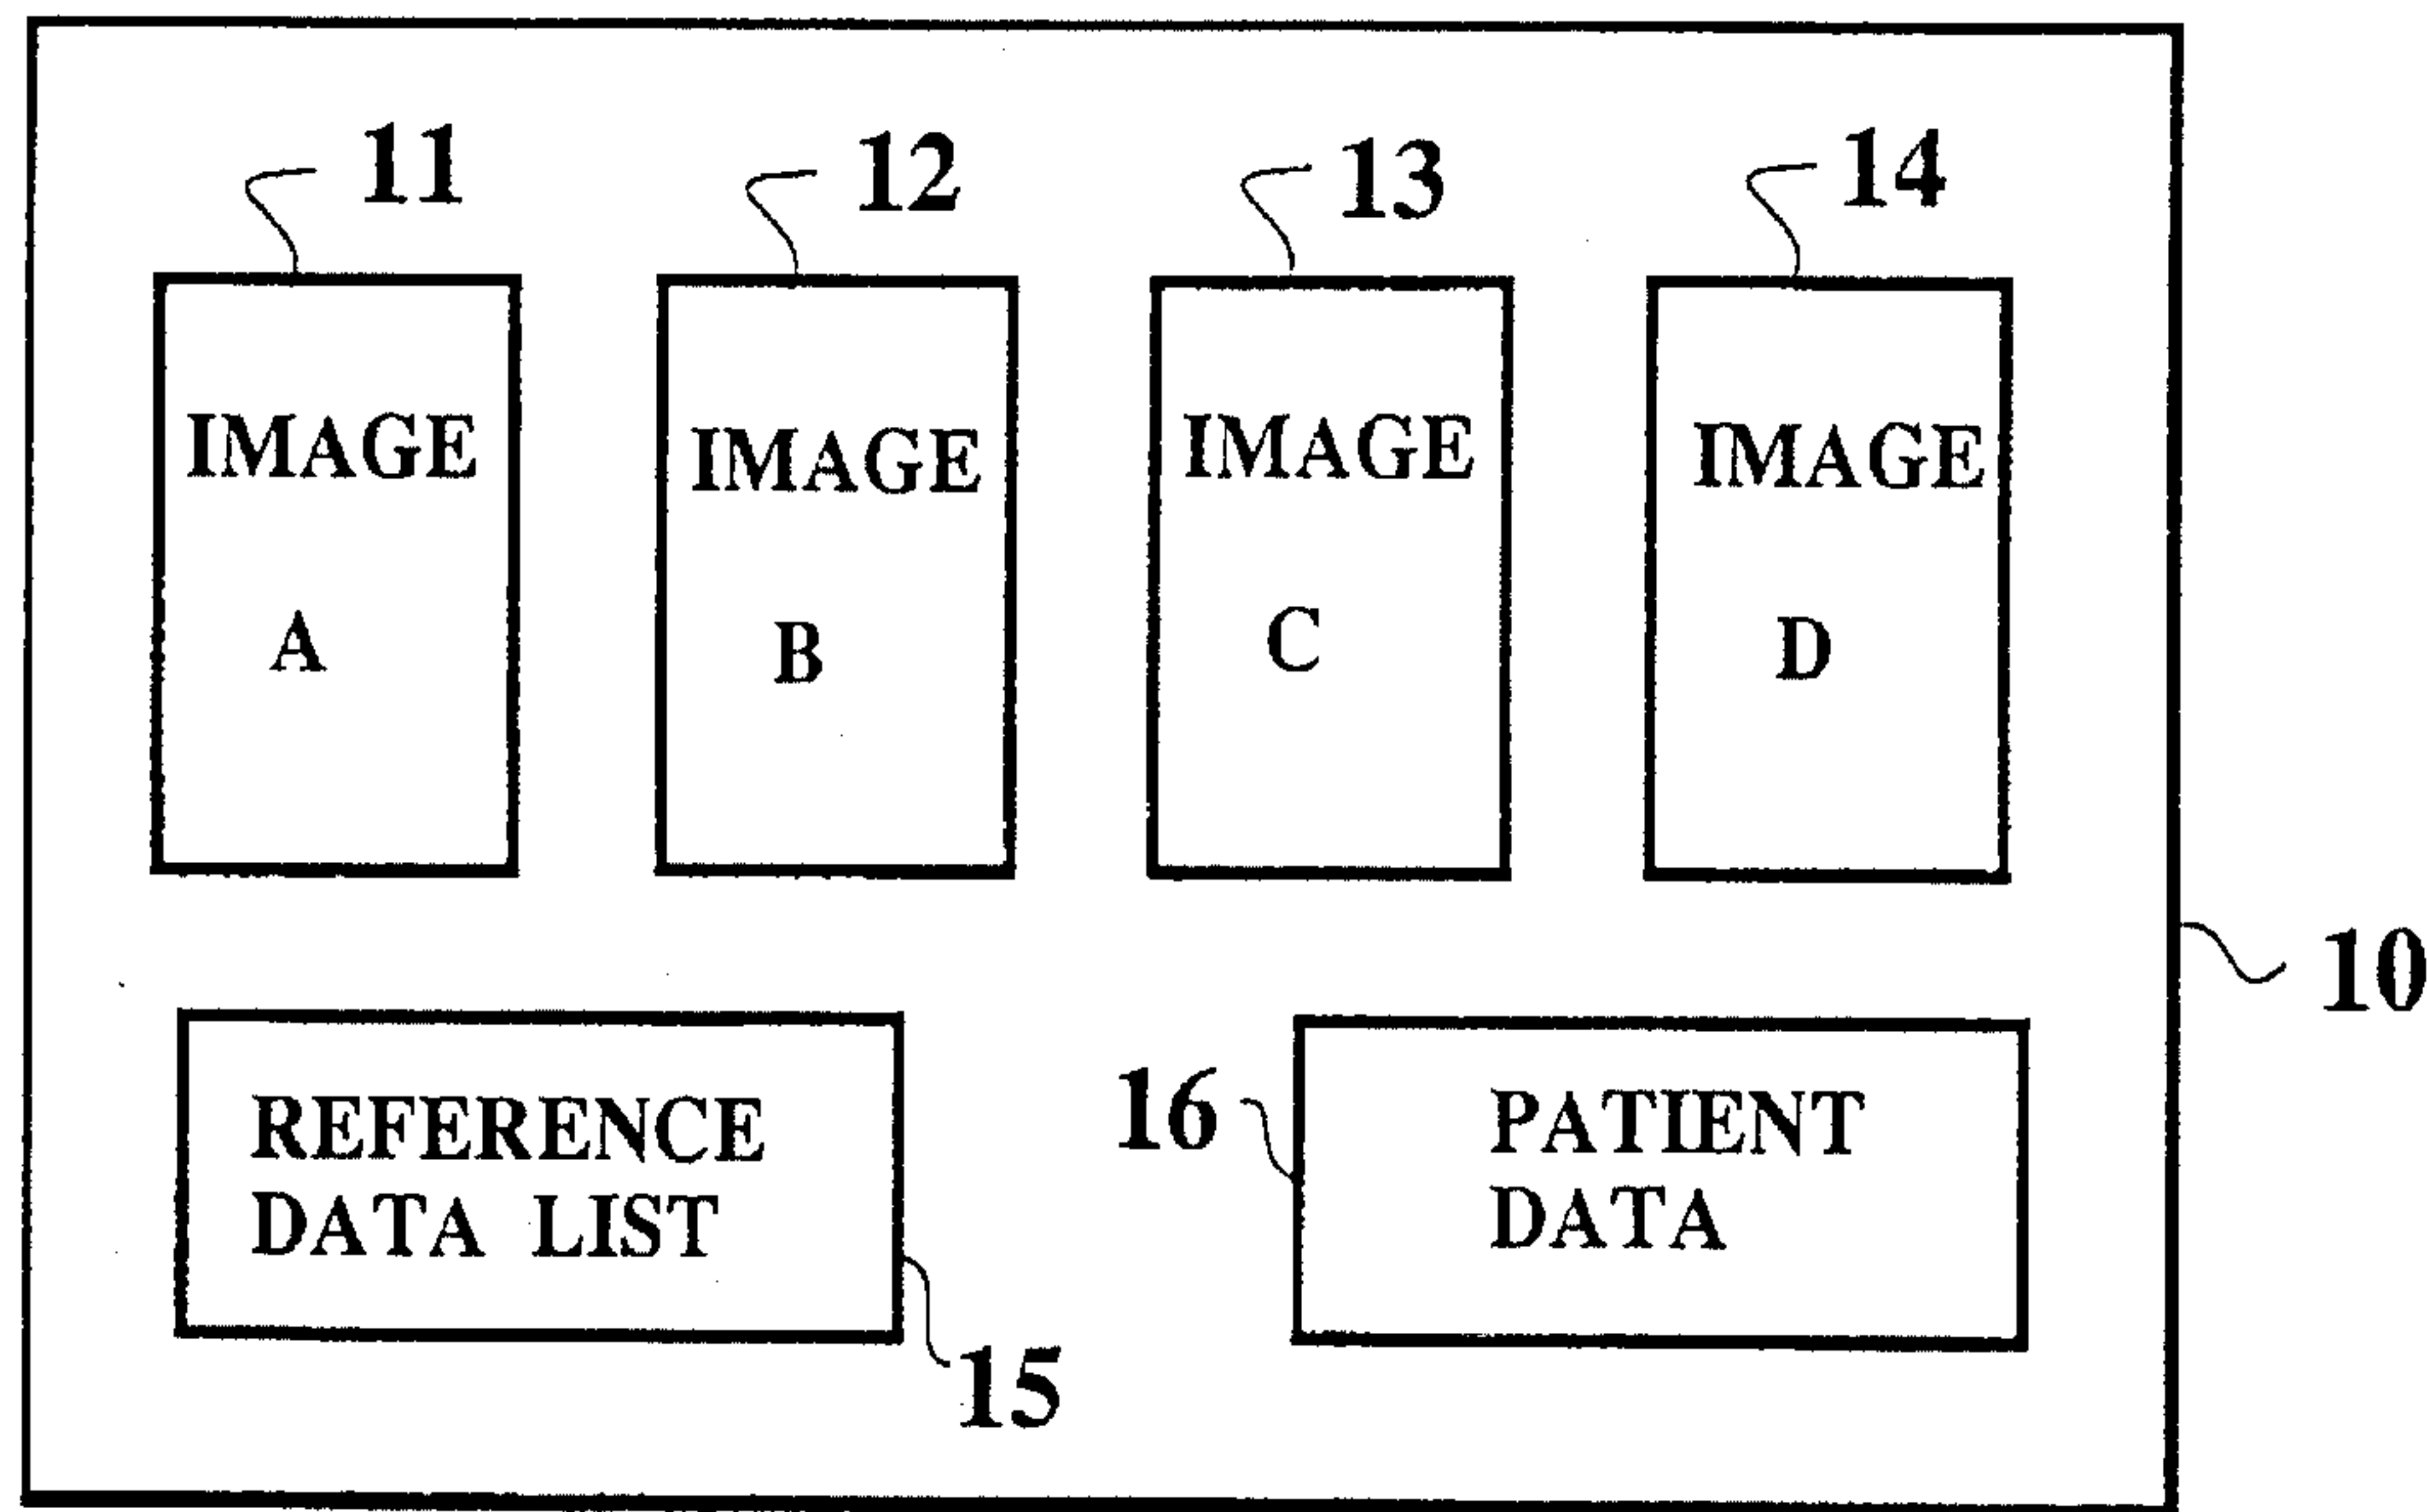 11
12
13
14
IMAGE
A
IMAGE
B
IMAGE
C
IMAGE
D
10
REFERENCE
DATA LIST
15
16
PATIENT
DATA